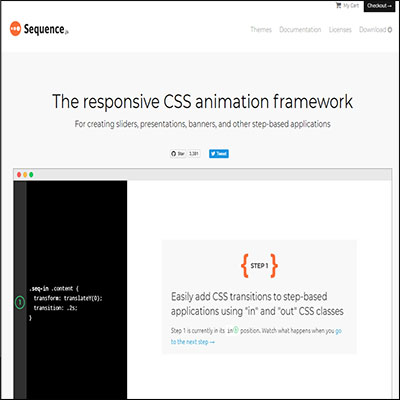 My Cart Checkout →
Sequence.js
Themes Documentation Licenses Download
The responsive CSS animation framework
For creating sliders, presentations, banners, and other step-based applications
Star 3,381 Tweet
{ STEP 1 }
.seq-in .content {
transform: translateY(0);
transition: .2s;
}
1
Easily add CSS transitions to step-based
applications using "in" and "out" CSS classes
Step 1 is currently in its in① position. Watch what happens when you go
to the next step →